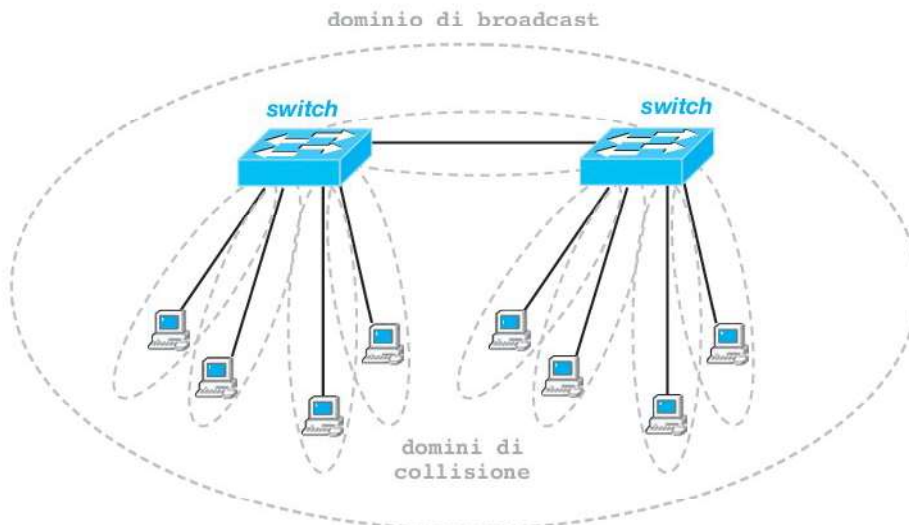 dominio di broadcast
switch
switch
domini di
collisione